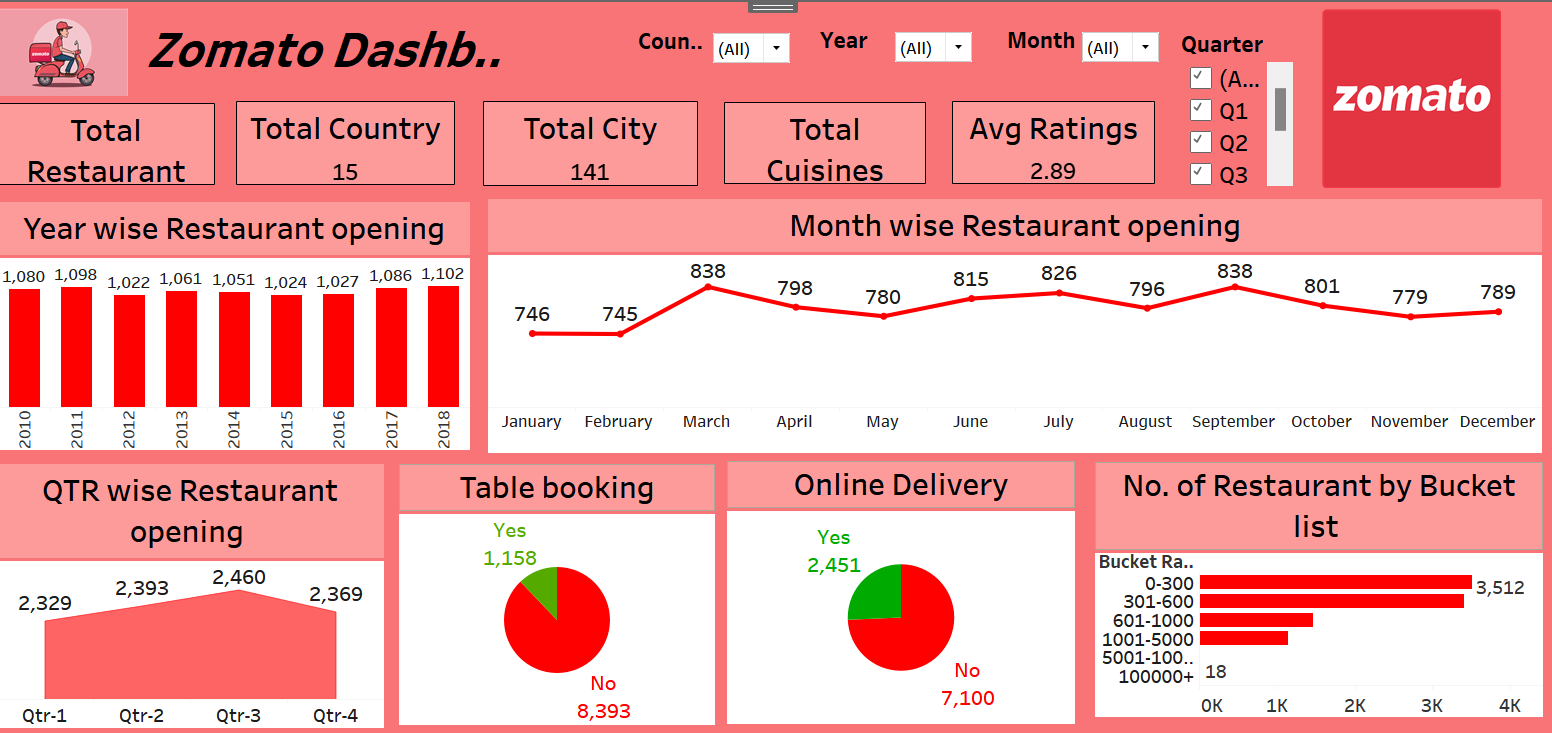 zomato
Zomato Dashb..
Coun..
(All)
Year
(All)
Month
(All)
Quarter
(A...
Q1
Q2
Q3
zomato
Total
Restaurant
Total Country
15
Total City
141
Total
Cuisines
Avg Ratings
2.89
Year wise Restaurant opening
1,080 1,098 1,022 1,061 1,051 1,024 1,027 1,086 1,102
2010 2011 2012 2013 2014 2015 2016 2017 2018
Month wise Restaurant opening
746 745 838 798 780 815 826 796 838 801 779 789
January February March April May June July August September October November December
QTR wise Restaurant
opening
2,329 2,393 2,460 2,369
Qtr-1 Qtr-2 Qtr-3 Qtr-4
Table booking
Yes
1,158
No
8,393
Online Delivery
Yes
2,451
No
7,100
No. of Restaurant by Bucket
list
Bucket Ra..
0-300 3,512
301-600
601-1000
1001-5000
5001-100..
100000+ 18
0K 1K 2K 3K 4K